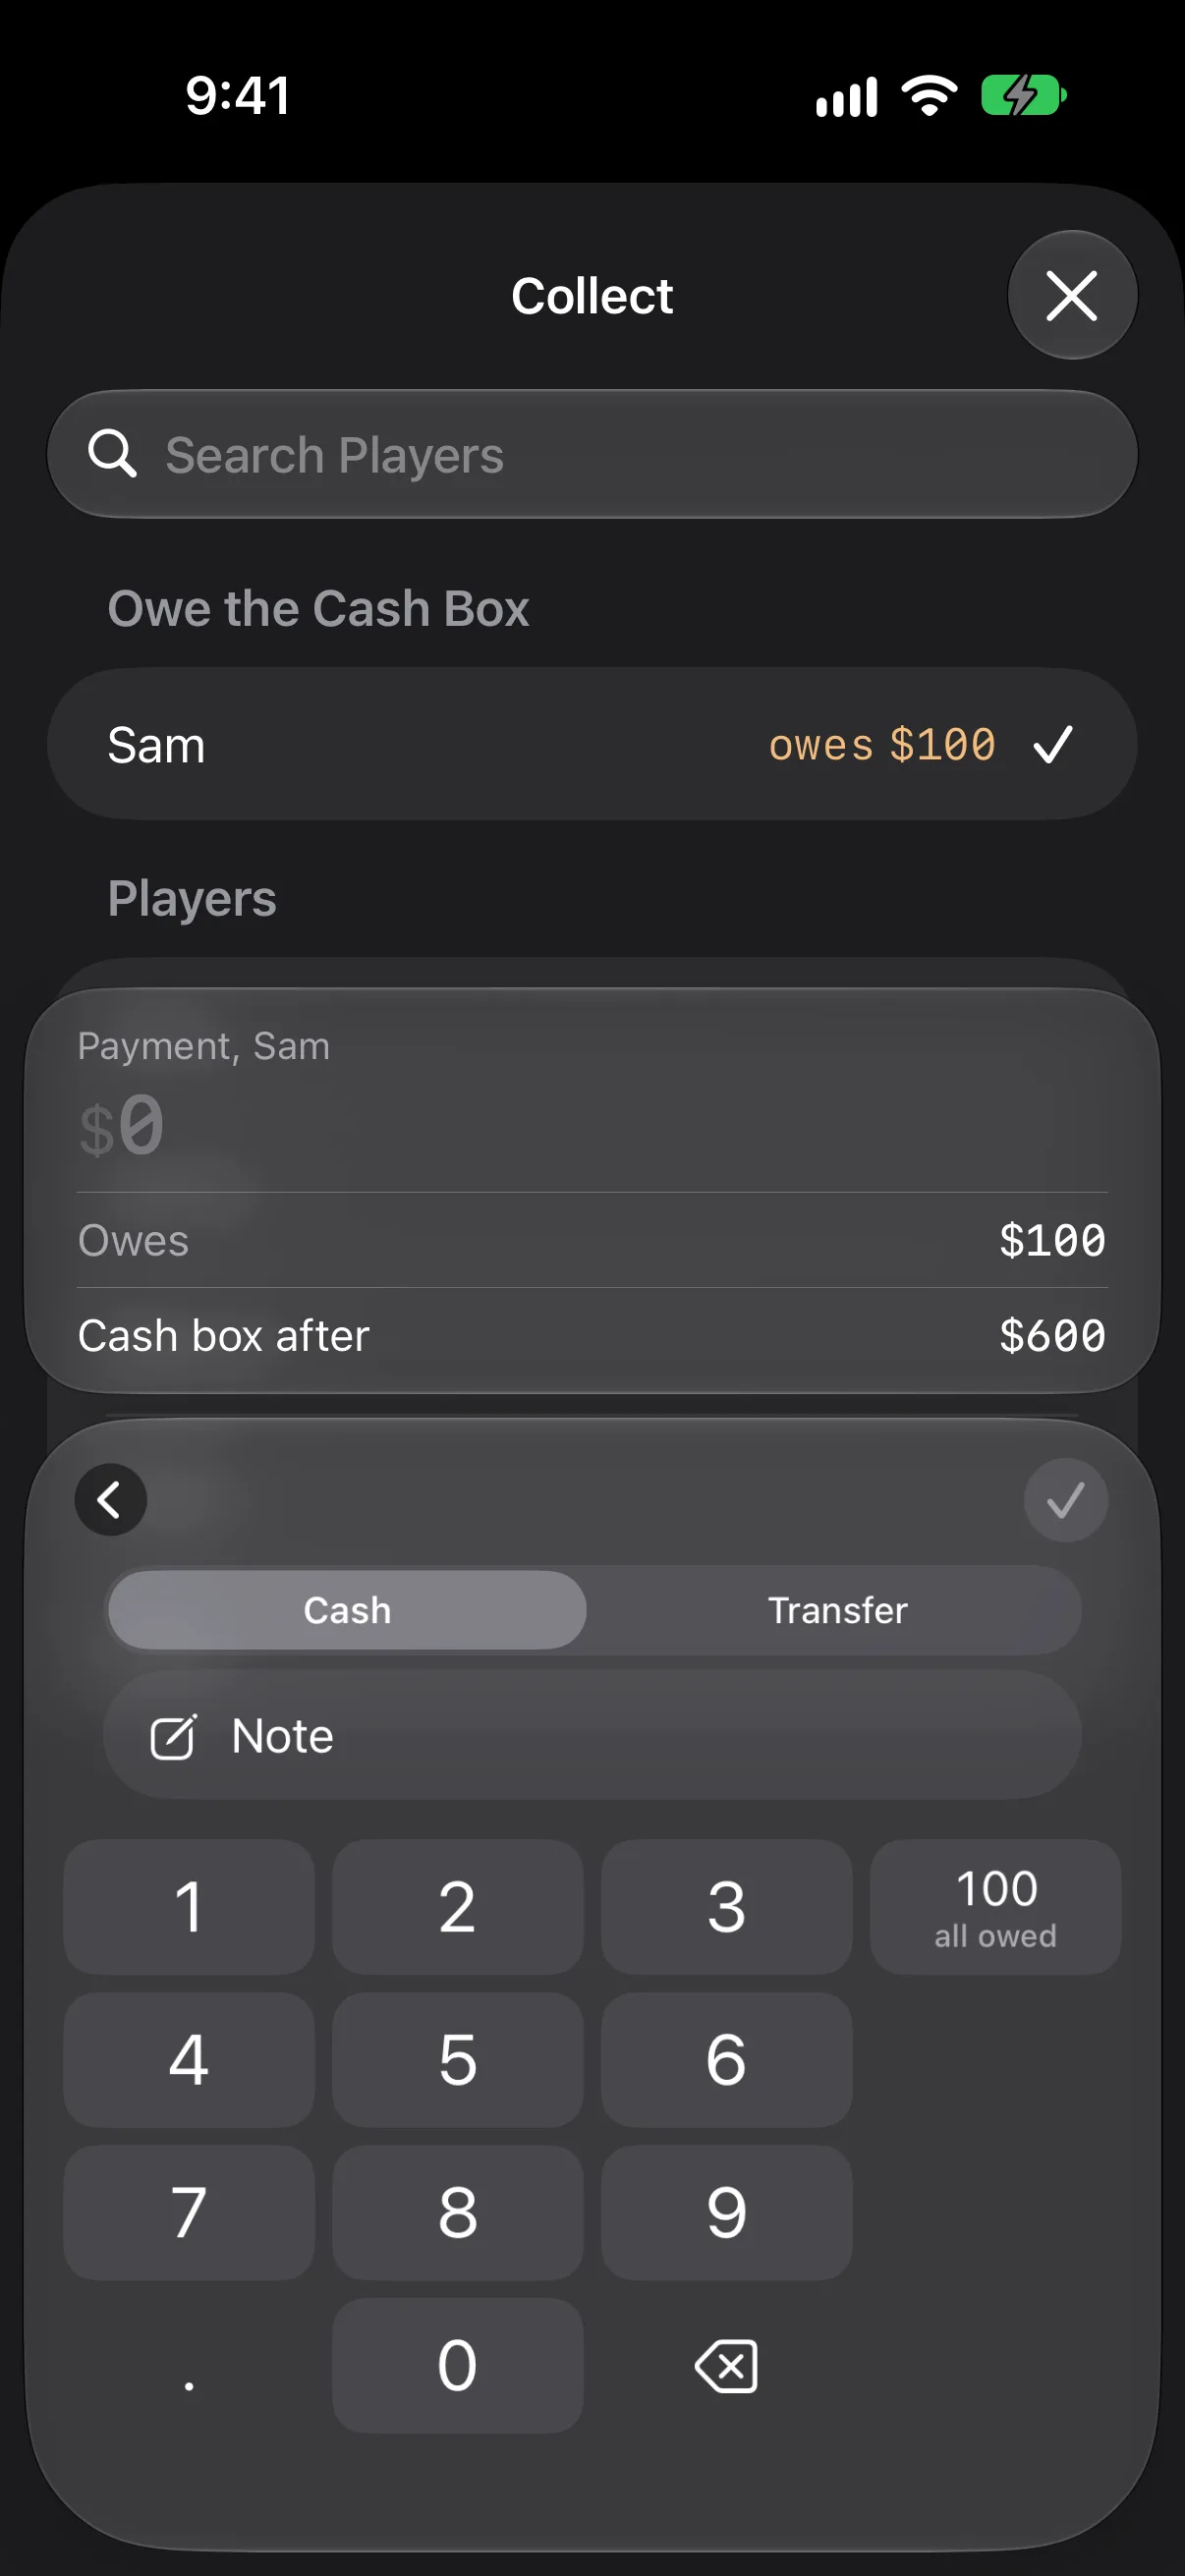 9:41
Collect
Search Players
Owe the Cash Box
Sam owes $100
Players
Payment, Sam
$0
Owes $100
Cash box after $600
Cash Transfer
Note
1 2 3 100
all owed
4 5 6
7 8 9
. 0